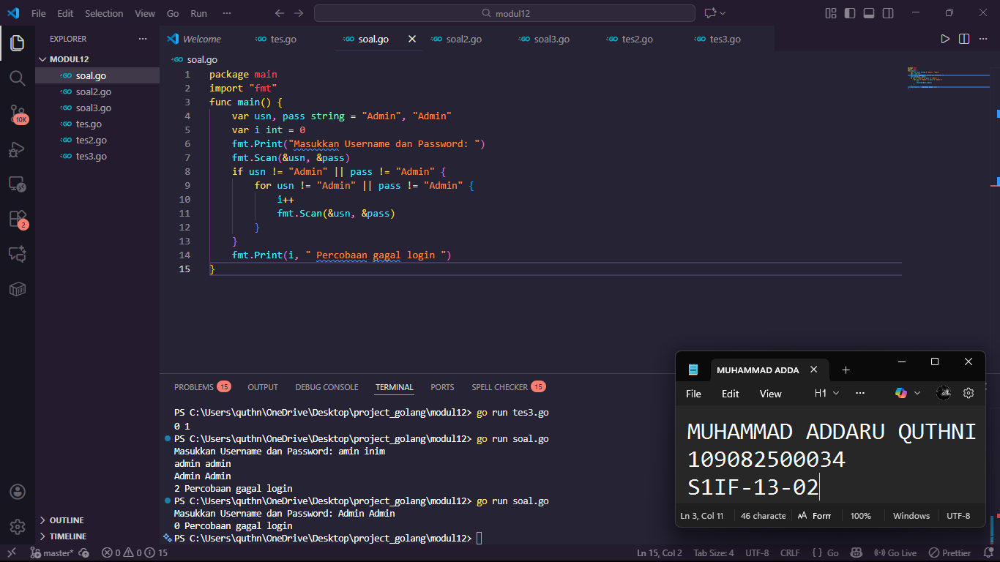 File Edit Selection View Go Run ··· modul12
EXPLORER ···
MODUL12
soal.go
soal2.go
soal3.go
tes.go
tes2.go
tes3.go
OUTLINE
TIMELINE
10K
2
Welcome tes.go soal.go soal2.go soal3.go tes2.go tes3.go
soal.go
1 package main
2 import "fmt"
3 func main() {
4 var usn, pass string = "Admin", "Admin"
5 var i int = 0
6 fmt.Print("Masukkan Username dan Password: ")
7 fmt.Scan(&usn, &pass)
8 if usn != "Admin" || pass != "Admin" {
9 for usn != "Admin" || pass != "Admin" {
10 i++
11 fmt.Scan(&usn, &pass)
12 }
13 }
14 fmt.Print(i, " Percobaan gagal login ")
15 }
PROBLEMS 15 OUTPUT DEBUG CONSOLE TERMINAL PORTS SPELL CHECKER 15
PS C:\Users\quthn\OneDrive\Desktop\project_golang\modul12> go run tes3.go
0 1
PS C:\Users\quthn\OneDrive\Desktop\project_golang\modul12> go run soal.go
Masukkan Username dan Password: amin inim
admin admin
Admin Admin
2 Percobaan gagal login
PS C:\Users\quthn\OneDrive\Desktop\project_golang\modul12> go run soal.go
Masukkan Username dan Password: Admin Admin
0 Percobaan gagal login
PS C:\Users\quthn\OneDrive\Desktop\project_golang\modul12>
MUHAMMAD ADDA
File Edit View H1 ···
MUHAMMAD ADDARU QUTHNI
109082500034
S1IF-13-02
Ln 3, Col 11 46 characte Form 100% Windows UTF-8
master* 0 0 15 Ln 15, Col 2 Tab Size: 4 UTF-8 CRLF { } Go Go Live Prettier